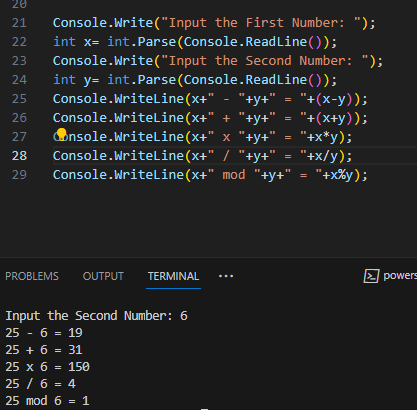 20
21 Console.Write("Input the First Number: ");
22 int x= int.Parse(Console.ReadLine());
23 Console.Write("Input the Second Number: ");
24 int y= int.Parse(Console.ReadLine());
25 Console.WriteLine(x+" - "+y+" = "+(x-y));
26 Console.WriteLine(x+" + "+y+" = "+(x+y));
27 Console.WriteLine(x+" x "+y+" = "+x*y);
28 Console.WriteLine(x+" / "+y+" = "+x/y);
29 Console.WriteLine(x+" mod "+y+" = "+x%y);
PROBLEMS OUTPUT TERMINAL ··· powers
Input the Second Number: 6
25 - 6 = 19
25 + 6 = 31
25 x 6 = 150
25 / 6 = 4
25 mod 6 = 1